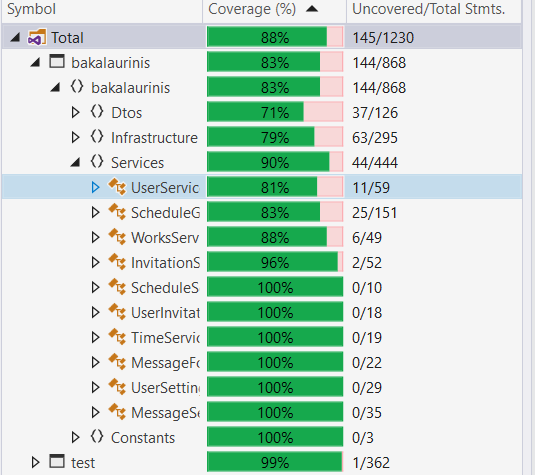 Symbol Coverage (%) Uncovered/Total Stmts.
Total 88% 145/1230
bakalaurinis 83% 144/868
{} bakalaurinis 83% 144/868
{} Dtos 71% 37/126
{} Infrastructure 79% 63/295
{} Services 90% 44/444
UserServic 81% 11/59
ScheduleG 83% 25/151
WorksServ 88% 6/49
InvitationS 96% 2/52
ScheduleS 100% 0/10
UserInvitat 100% 0/18
TimeServic 100% 0/19
MessageFo 100% 0/22
UserSettin 100% 0/29
MessageSe 100% 0/35
{} Constants 100% 0/3
test 99% 1/362